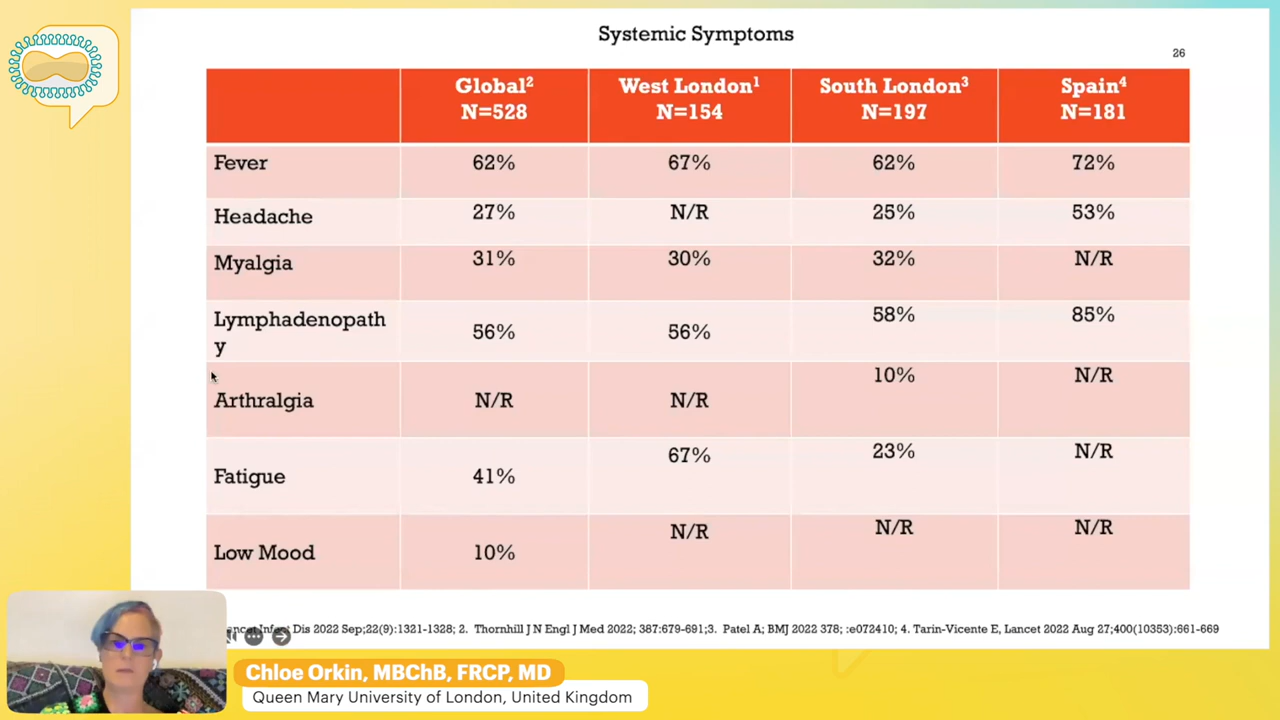 Systemic Symptoms
26
Global2 West London1 South London3 Spain4
N=528 N=154 N=197 N=181
Fever 62% 67% 62% 72%
Headache 27% N/R 25% 53%
Myalgia 31% 30% 32% N/R
Lymphadenopath
y 56% 56% 58% 85%
Arthralgia N/R N/R 10% N/R
Fatigue 41% 67% 23% N/R
Low Mood 10% N/R N/R N/R
Dis 2022 Sep;22(9):1321-1328; 2. Thornhill J N Engl J Med 2022; 387:679-691;3. Patel A; BMJ 2022 378; :e072410; 4. Tarin-Vicente E, Lancet 2022 Aug 27;400(10353):661-669
Chloe Orkin, MBChB, FRCP, MD
Queen Mary University of London, United Kingdom